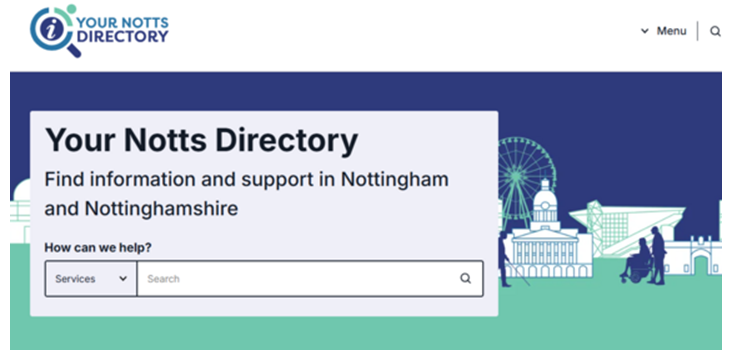 YOUR NOTTS
DIRECTORY
Menu
Your Notts Directory
Find information and support in Nottingham
and Nottinghamshire
How can we help?
Services
Search